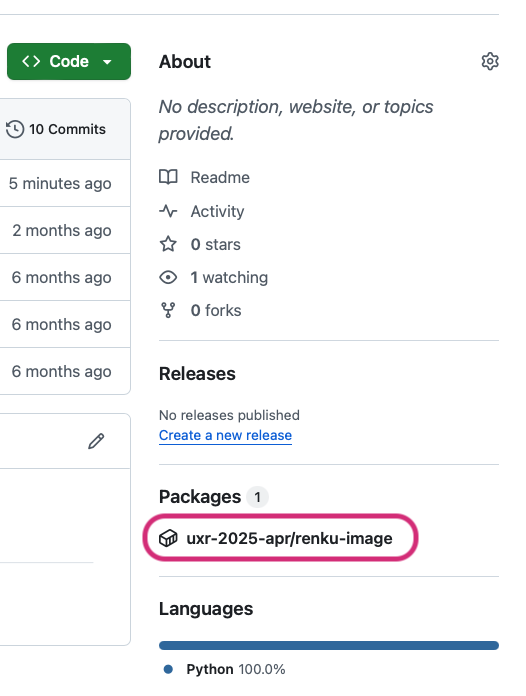 Code
About
No description, website, or topics
provided.
10 Commits
5 minutes ago
Readme
Activity
2 months ago
0 stars
6 months ago
1 watching
0 forks
6 months ago
6 months ago
Releases
No releases published
Create a new release
Packages 1
uxr-2025-apr/renku-image
Languages
Python 100.0%